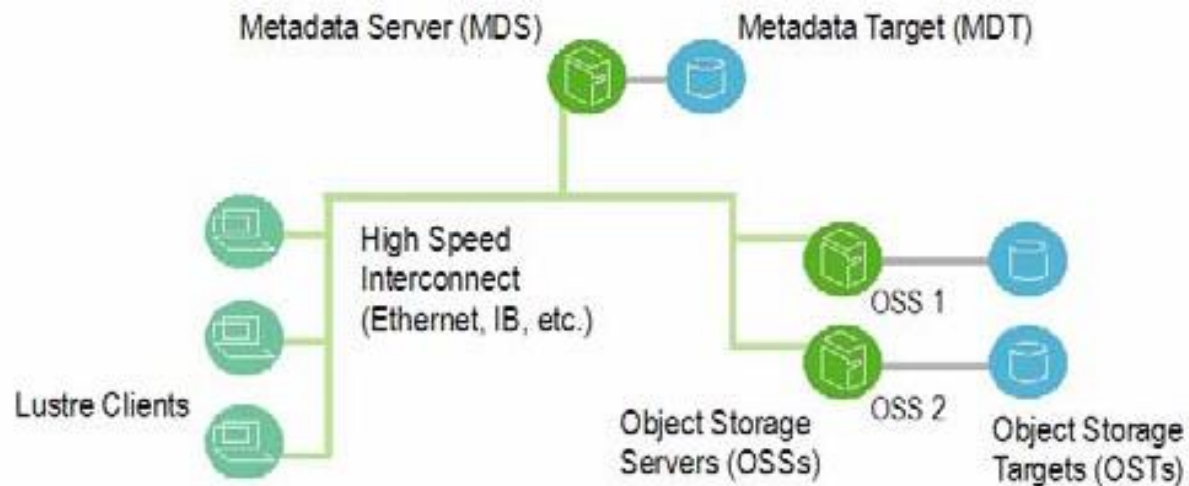 Metadata Server (MDS)
Metadata Target (MDT)
High Speed
Interconnect
(Ethernet, IB, etc.)
OSS 1
Lustre Clients
OSS 2
Object Storage
Servers (OSSs)
Object Storage
Targets (OSTs)